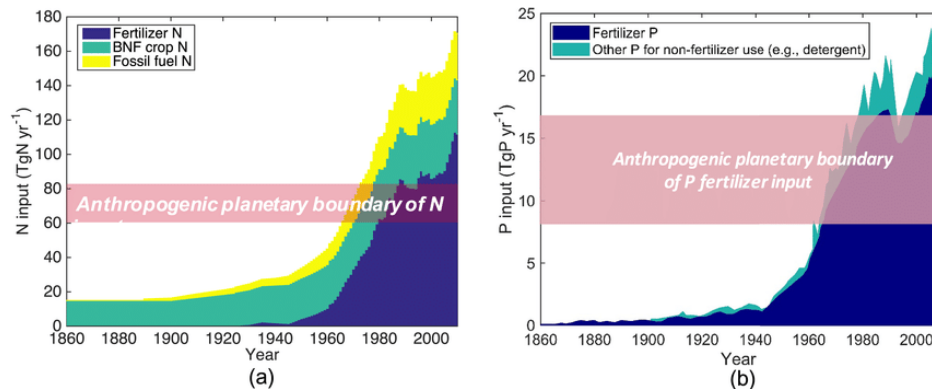 180
160
140
120
100
80
60
40
20
0
N input (TgN yr⁻¹)
Fertilizer N
BNF crop N
Fossil fuel N
Anthropogenic planetary boundary of N
1860 1880 1900 1920 1940 1960 1980 2000
Year
(a)
25
20
15
10
5
0
P input (TgP yr⁻¹)
Fertilizer P
Other P for non-fertilizer use (e.g., detergent)
Anthropogenic planetary boundary
of P fertilizer input
1860 1880 1900 1920 1940 1960 1980 2000
Year
(b)